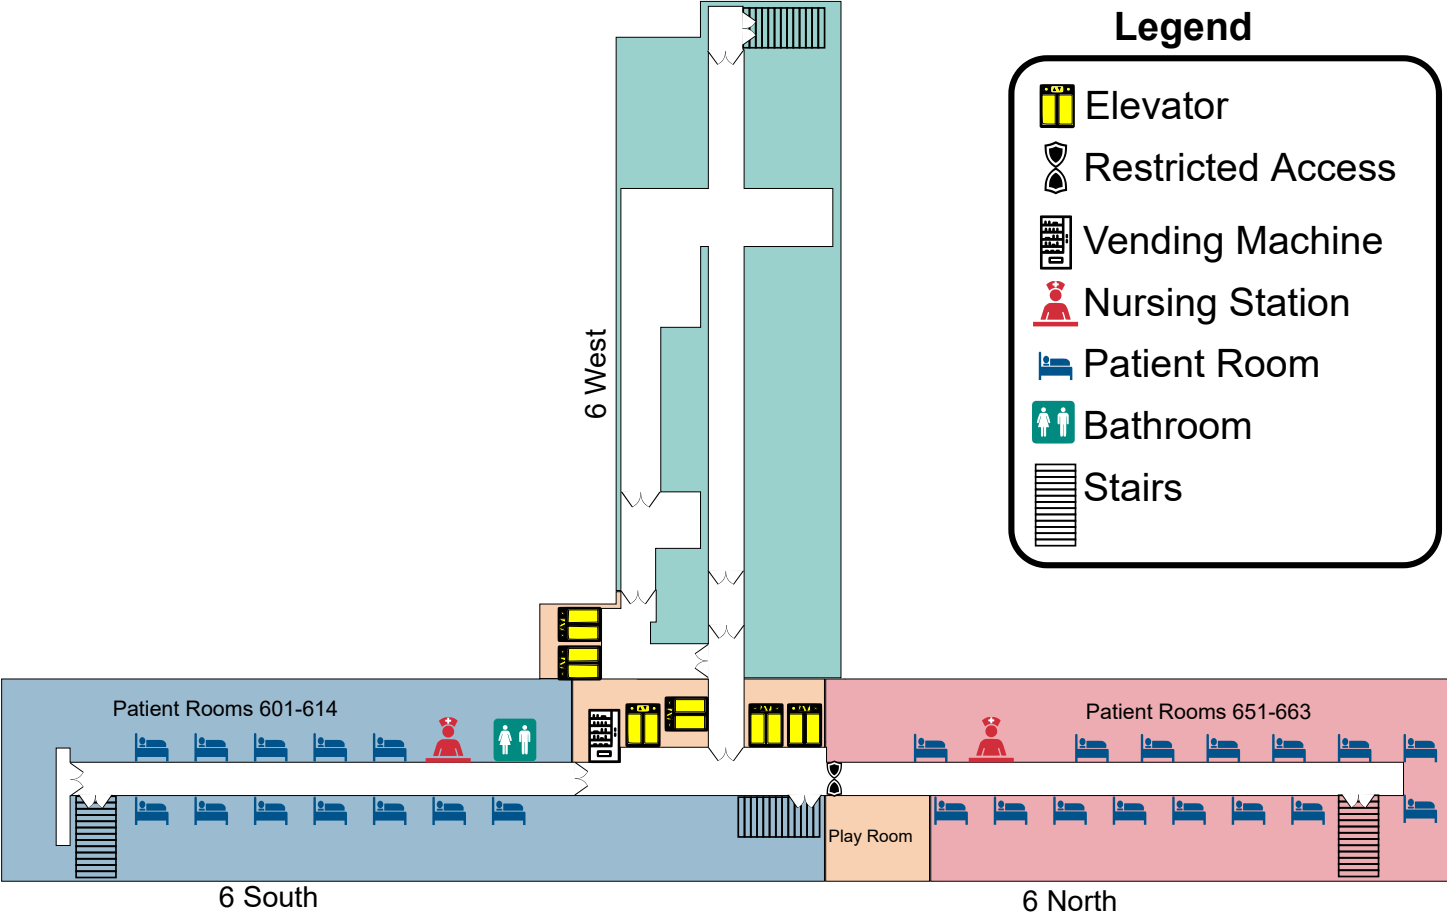 Legend
Elevator
Restricted Access
Vending Machine
Nursing Station
Patient Room
Bathroom
Stairs
6 West
Patient Rooms 601-614
Patient Rooms 651-663
Play Room
6 South
6 North